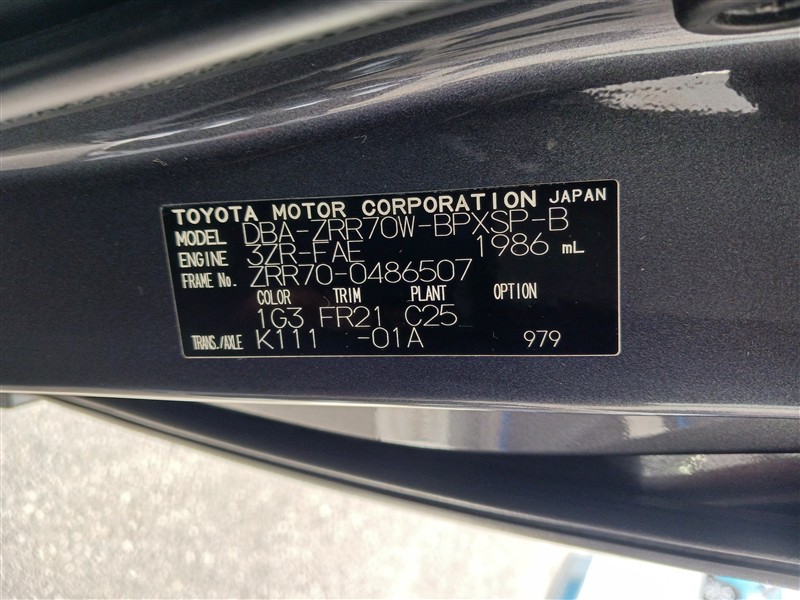 TOYOTA MOTOR CORPORATION JAPAN
MODEL DBA-ZRR70W-BPXSP-B
ENGINE 3ZR-FAE 1986 mL
FRAME No. ZRR70-0486507
COLOR TRIM PLANT OPTION
1G3 FR21 C25
TRANS./AXLE K111 -01A 979